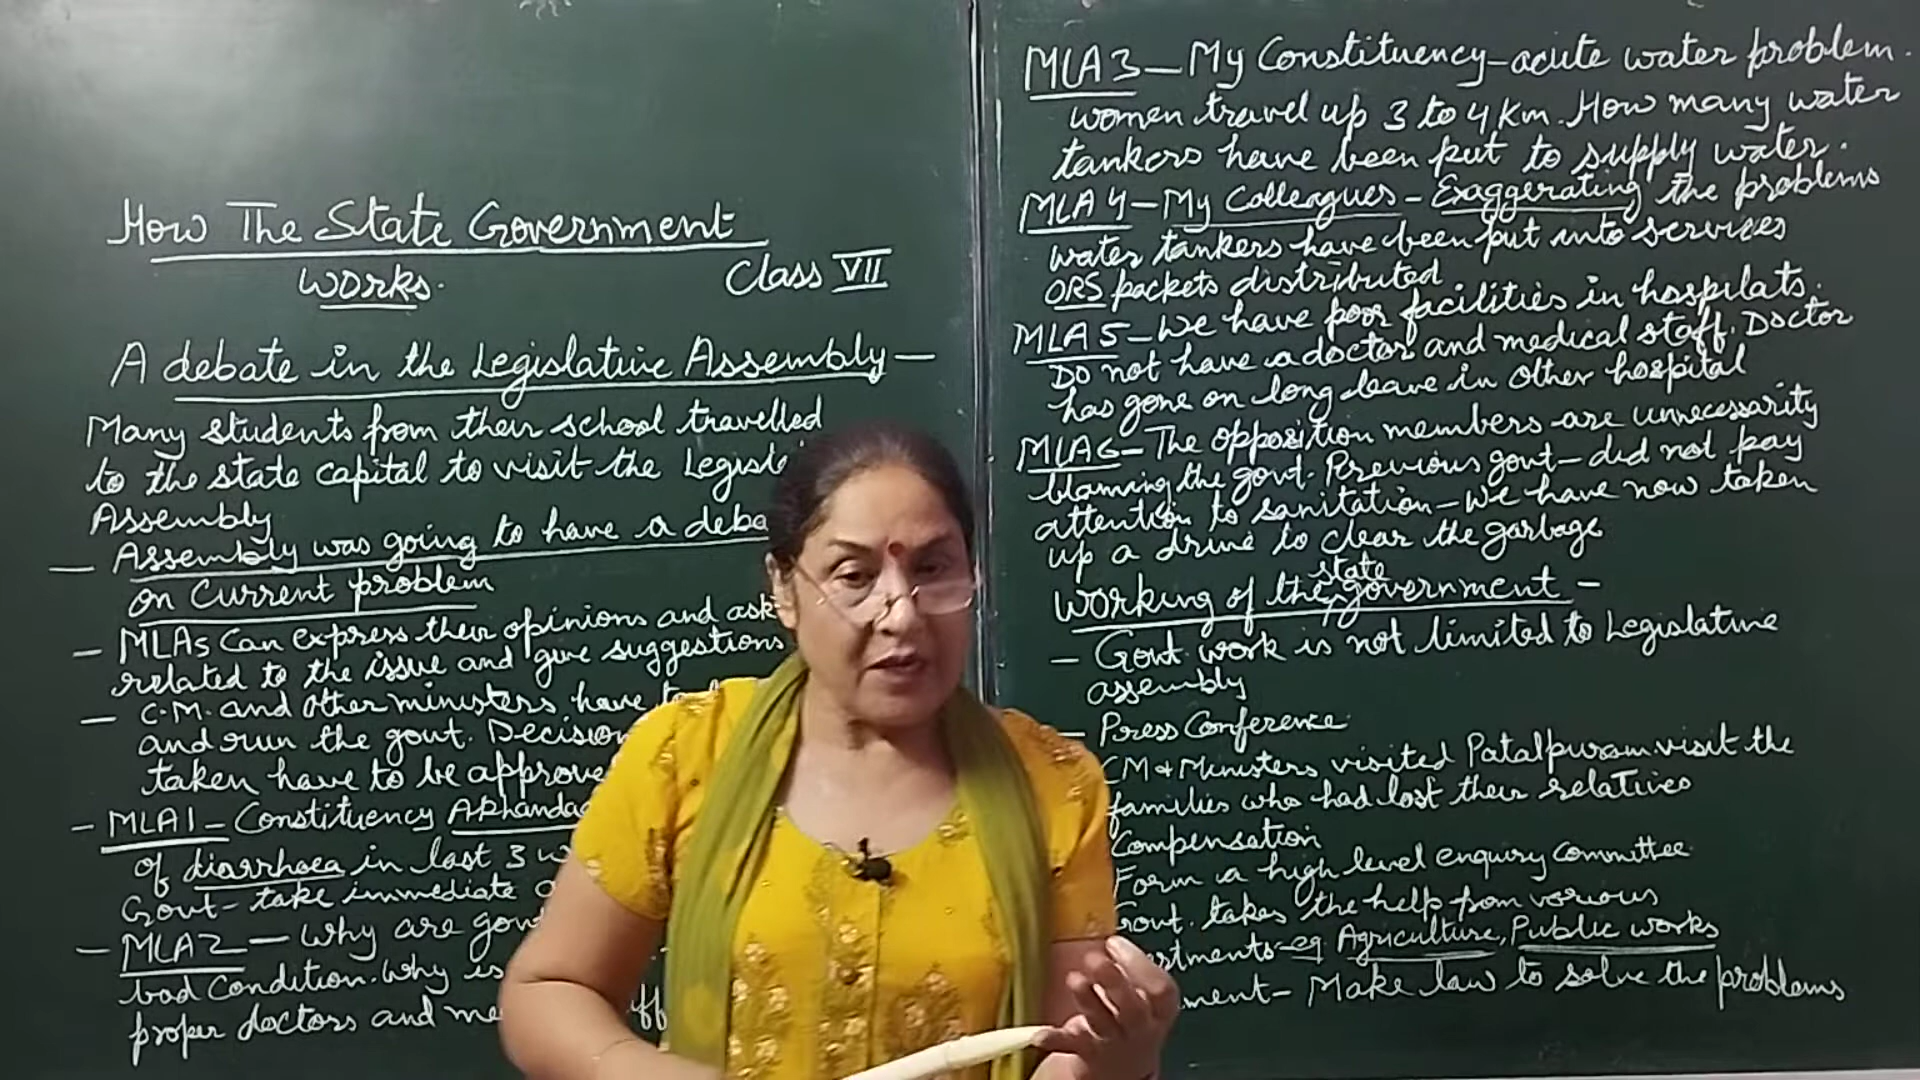 How The State Government
Works.
Class VII
A debate in the Legislative Assembly —
Many students from their school travelled
to the state capital to visit the
Assembly
— Assembly was going to have a
on current problem
— MLAs can express their opinions and ask
related to the issue and give suggestions
— C.M. and other ministers have
and run the govt.
taken have to be
— MLA1 — Constituency
of diarrhoea in last 3
Govt — take immediate
— MLA2 — Why are
bad condition. Why is
proper doctors and
MLA3 — My Constituency — acute water problem.
women travel up 3 to 4 km. How many water
tankers have been put to supply water.
MLA4 — My Colleagues — Exaggerating the problems
water tankers have been put into services
ORS packets distributed
MLA5 — We have poor facilities in hospilats.
Do not have a doctor and medical staff. Doctor
has gone on long leave in other hospital
MLA6 — The opposition members are unnecessarity
blaming the govt. Previous govt — did not pay
attention to sanitation — We have now taken
up a drive to clear the garbage
Working of the state government —
— Govt. work is not limited to Legislative
assembly
— Press Conference
CM & Ministers visited Patalpuram visit the
families who had lost their relatives
Compensation
Form a high level enquiry committee
Govt. takes the help from various
eg Agriculture, Public works
Make law to solve the problems